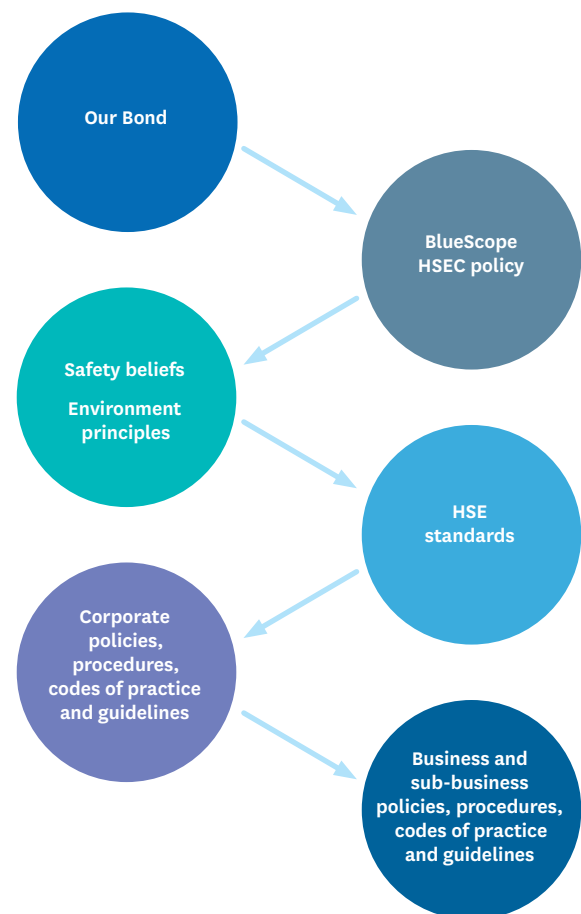 Our Bond
BlueScope
HSEC policy
Safety beliefs
Environment
principles
HSE
standards
Corporate
policies,
procedures,
codes of practice
and guidelines
Business and
sub-business
policies, procedures,
codes of practice
and guidelines